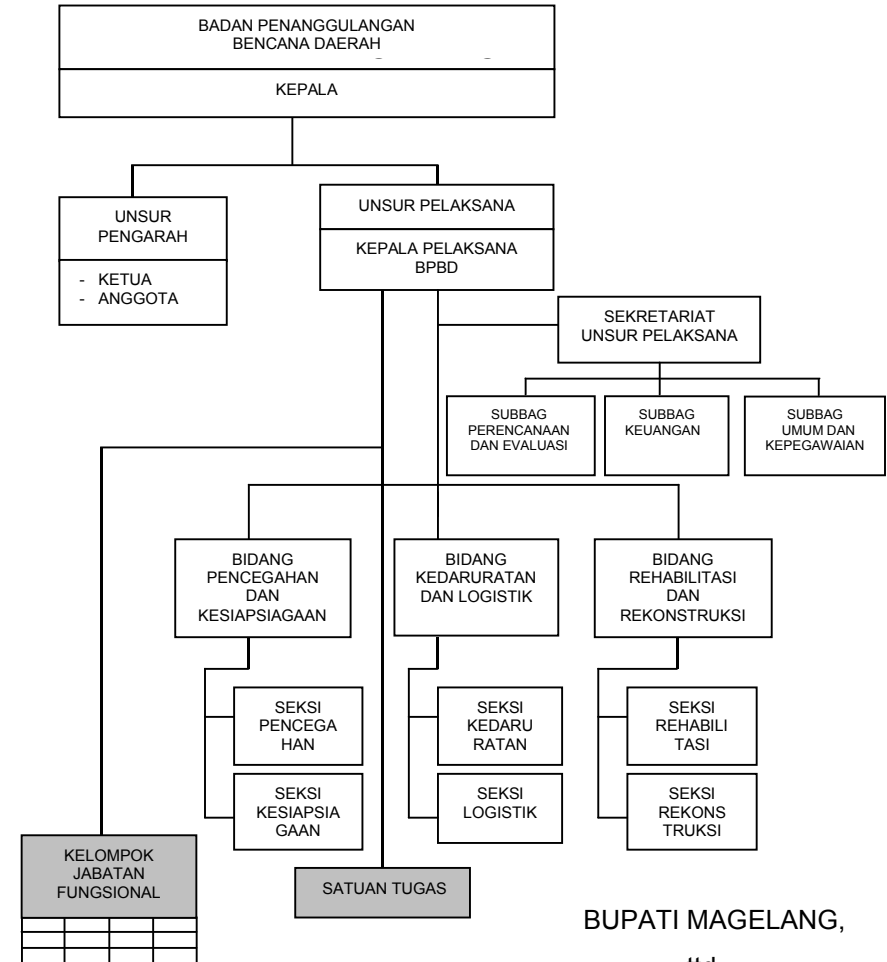 BADAN PENANGGULANGAN
BENCANA DAERAH
KEPALA
UNSUR
PENGARAH
- KETUA
- ANGGOTA
UNSUR PELAKSANA
KEPALA PELAKSANA
BPBD
SEKRETARIAT
UNSUR PELAKSANA
SUBBAG
PERENCANAAN
DAN EVALUASI
SUBBAG
KEUANGAN
SUBBAG
UMUM DAN
KEPEGAWAIAN
BIDANG
PENCEGAHAN
DAN
KESIAPSIAGAAN
BIDANG
KEDARURATAN
DAN LOGISTIK
BIDANG
REHABILITASI
DAN
REKONSTRUKSI
SEKSI
PENCEGA
HAN
SEKSI
KEDARU
RATAN
SEKSI
REHABILI
TASI
SEKSI
KESIAPSIA
GAAN
SEKSI
LOGISTIK
SEKSI
REKONS
TRUKSI
KELOMPOK
JABATAN
FUNGSIONAL
SATUAN TUGAS
BUPATI MAGELANG,